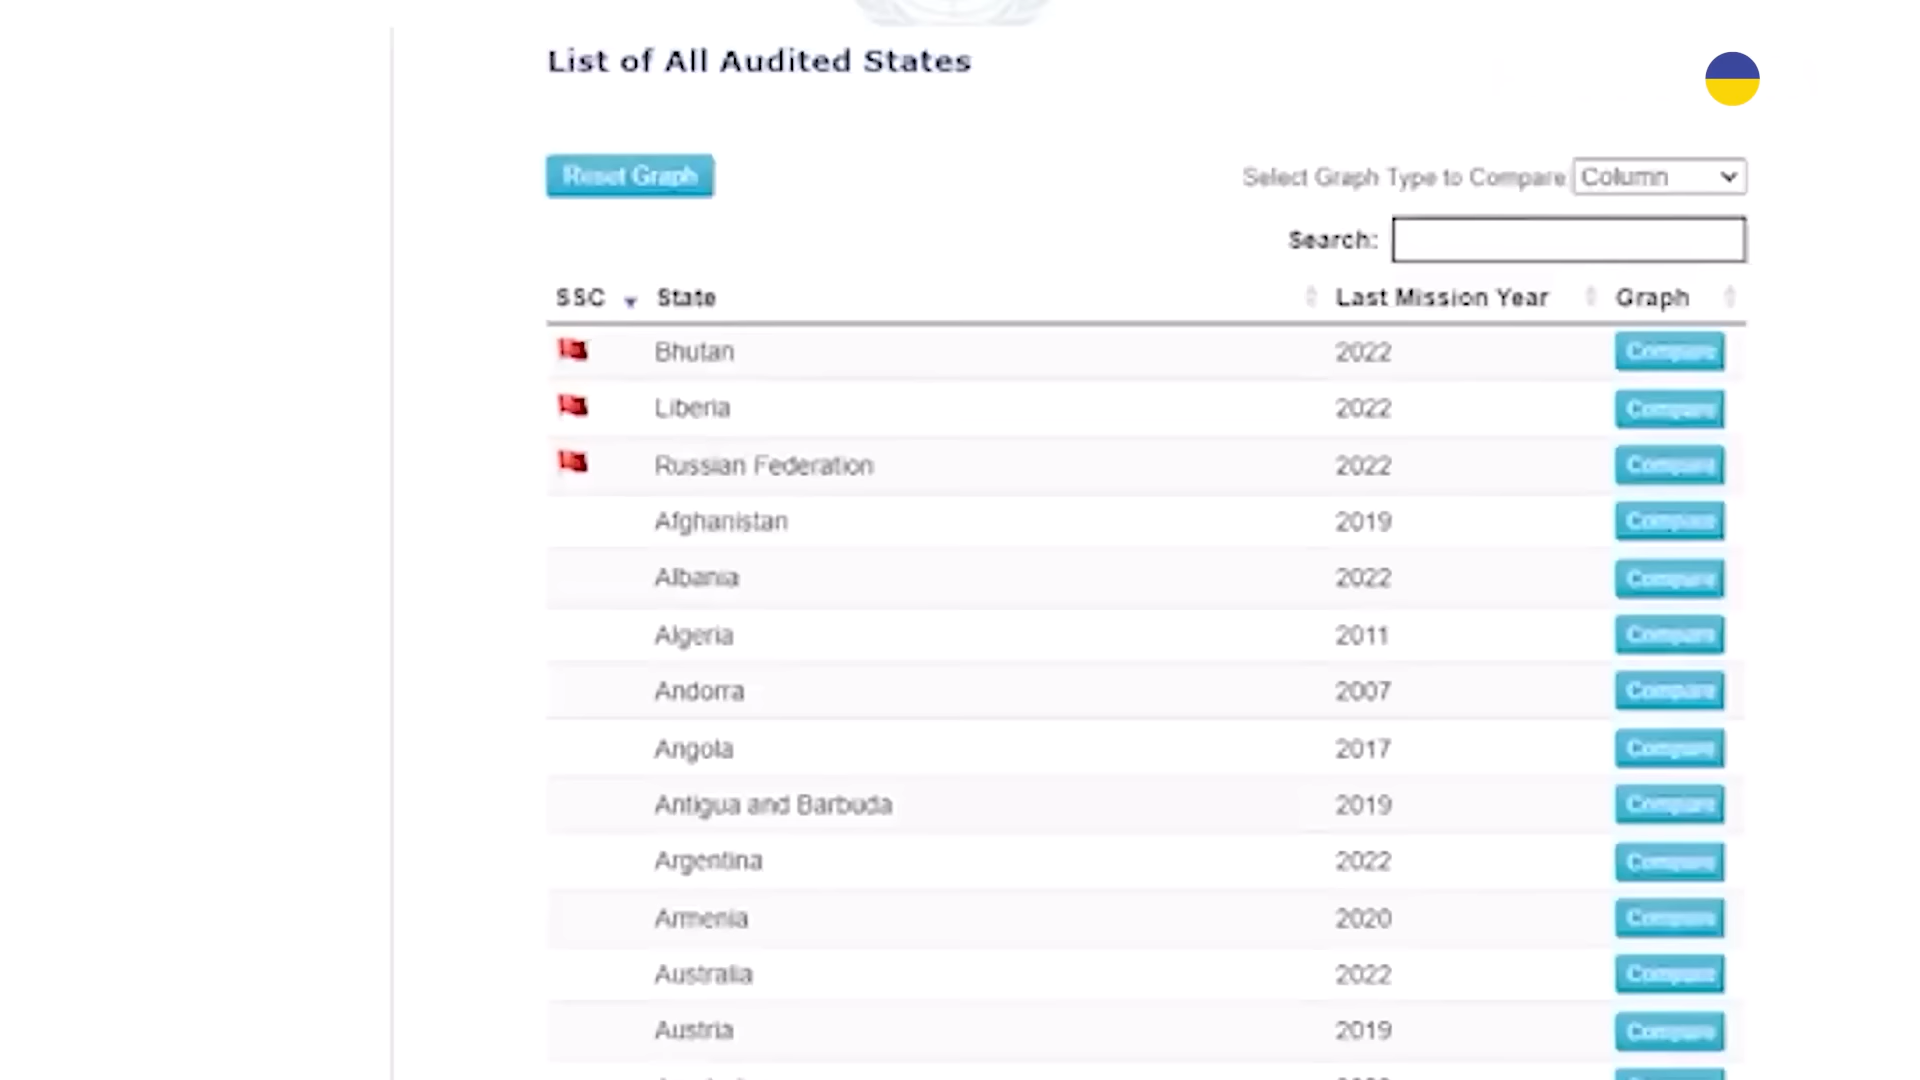 List of All Audited States
Reset Graph
Select Graph Type to Compare Column
Search:
SSC State Last Mission Year Graph
Bhutan 2022 Compare
Liberia 2022 Compare
Russian Federation 2022 Compare
Afghanistan 2019 Compare
Albania 2022 Compare
Algeria 2011 Compare
Andorra 2007 Compare
Angola 2017 Compare
Antigua and Barbuda 2019 Compare
Argentina 2022 Compare
Armenia 2020 Compare
Australia 2022 Compare
Austria 2019 Compare